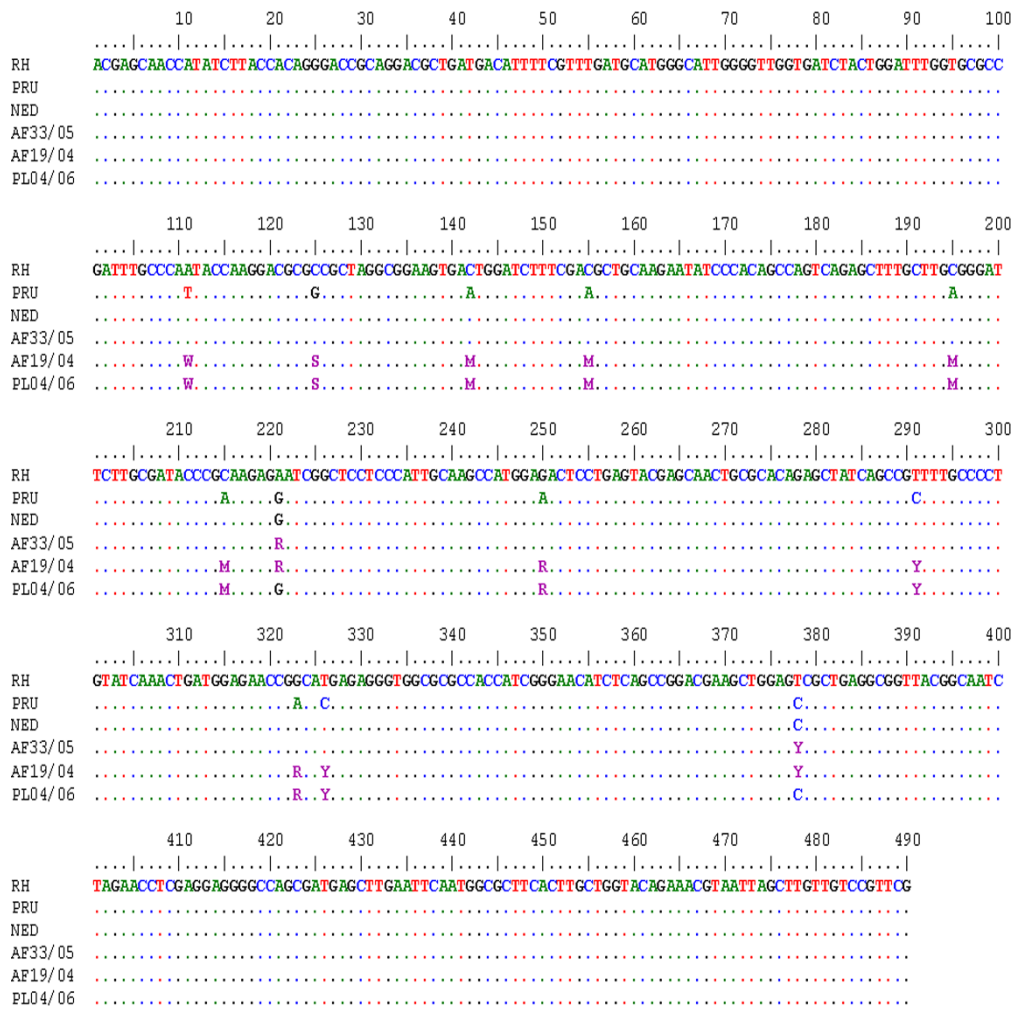 10 20 30 40 50 60 70 80 90 100
RH ACGAGCAACCATATCTTACCACAGGGACCGCAGGACGCTGATGACATTTTCGTTTGATGCATGGGCATTGGGGTTGGTGATCTACTGGATTTGGTGCGCC
PRU ....................................................................................................
NED ....................................................................................................
AF33/05 ....................................................................................................
AF19/04 ....................................................................................................
PL04/06 ....................................................................................................
110 120 130 140 150 160 170 180 190 200
RH GATTTGCCCAATACCAAGGACGCGCCGCTAGGCGGAAGTGACTGGATCTTTCGACGCTGCAAGAATATCCCACAGCCAGTCAGAGCTTTGCTTGCGGGAT
PRU ..........T.............G................A............A.......................................A.....
NED ....................................................................................................
AF33/05 ....................................................................................................
AF19/04 ..........W.............S................M............M.......................................M.....
PL04/06 ..........W.............S................M............M.......................................M.....
210 220 230 240 250 260 270 280 290 300
RH TCTTGCGATACCCGCAAGAGAATCGGCTCCTCCCATTGCAAGCCATGGAGACTCCTGAGTACGAGCAACTGCGCACAGAGCTATCAGCCGTTTTGCCCCT
PRU ..............A.....G............................A........................................C.........
NED ....................G...............................................................................
AF33/05 ....................R...............................................................................
AF19/04 ..............M.....R............................R........................................Y.........
PL04/06 ..............M.....G............................R........................................Y.........
310 320 330 340 350 360 370 380 390 400
RH GTATCAAACTGATGGAGAACCGGCATGAGAGGGTGGCGCGCCACCATCGGGAACATCTCAGCCGGACGAAGCTGGAGTCGCTGAGGCGGTTACGGCAATC
PRU ......................A..C...................................................C......................
NED .............................................................................C......................
AF33/05 .............................................................................Y......................
AF19/04 ......................R..Y...................................................Y......................
PL04/06 ......................R..Y...................................................C......................
410 420 430 440 450 460 470 480 490
RH TAGAACCTCGAGGAGGGGCCAGCGATGAGCTTGAATTCAATGGCGCTTCACTTGCTGGTACAGAAACGTAATTAGCTTGTTGTCCGTTCG
PRU ..........................................................................................
NED ..........................................................................................
AF33/05 ..........................................................................................
AF19/04 ..........................................................................................
PL04/06 ..........................................................................................